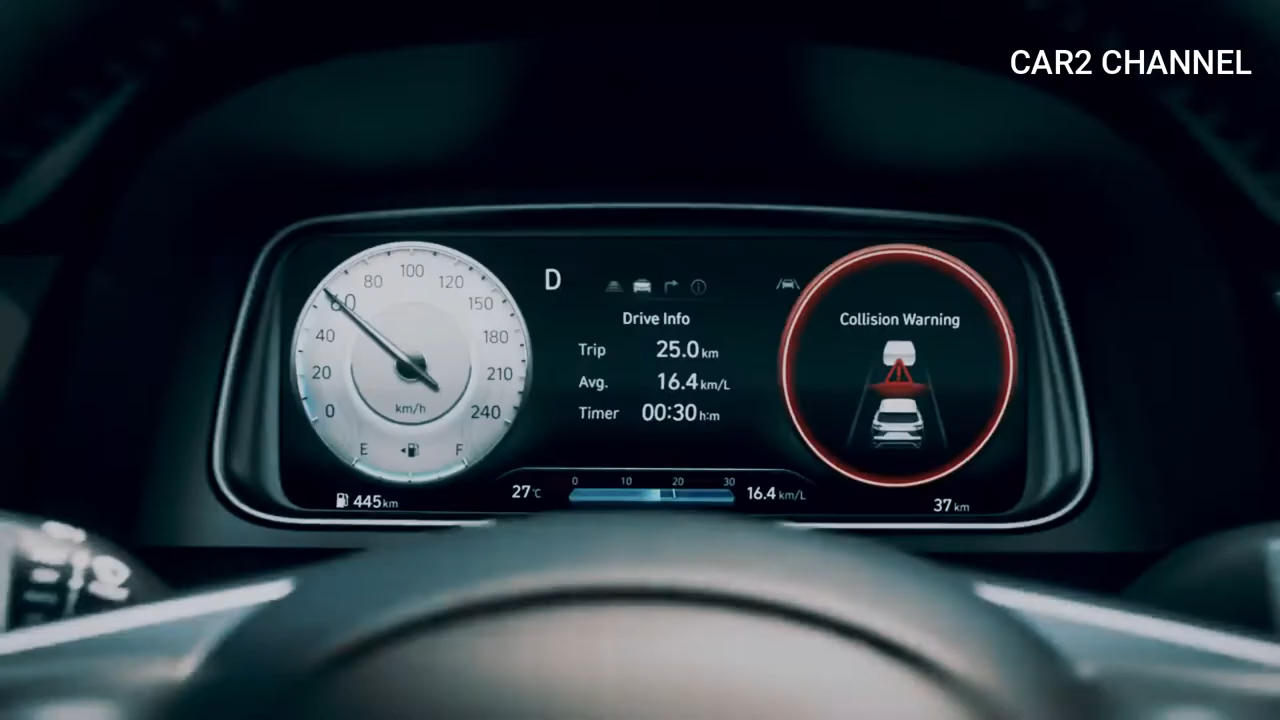 CAR2 CHANNEL
0
20
40
60
80
100
120
150
180
210
240
km/h
E
F
445 km
D
Drive Info
Trip 25.0 km
Avg. 16.4 km/L
Timer 00:30 h:m
27°C
0 10 20 30
16.4 km/L
Collision Warning
37 km